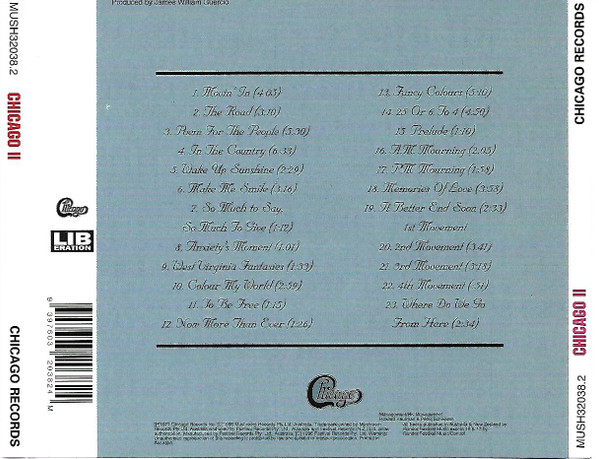 Produced by James William Guercio
1. Movin' In (4:03)
2. The Road (3:10)
3. Poem For The People (5:30)
4. In The Country (6:33)
5. Wake Up Sunshine (2:29)
6. Make Me Smile (3:16)
7. So Much to Say,
So Much To Give (1:12)
8. Anxiety's Moment (1:01)
9. West Virginia Fantasies (1:33)
10. Colour My World (2:59)
11. To Be Free (1:15)
12. Now More Than Ever (1:26)
13. Fancy Colours (5:10)
14. 25 Or 6 To 4 (4:50)
15. Prelude (1:10)
16. A.M. Mourning (2:05)
17. P.M. Mourning (1:58)
18. Memories Of Love (3:58)
19. It Better End Soon (2:33)
1st Movement
20. 2nd Movement (3:41)
21. 3rd Movement (3:18)
22. 4th Movement (:51)
23. Where Do We Go
From Here (2:34)
Chicago
MUSH32038.2
CHICAGO II
Chicago
LIB
ERATION
9 397603 203824 M
CHICAGO RECORDS
CHICAGO RECORDS
CHICAGO II
MUSH32038.2